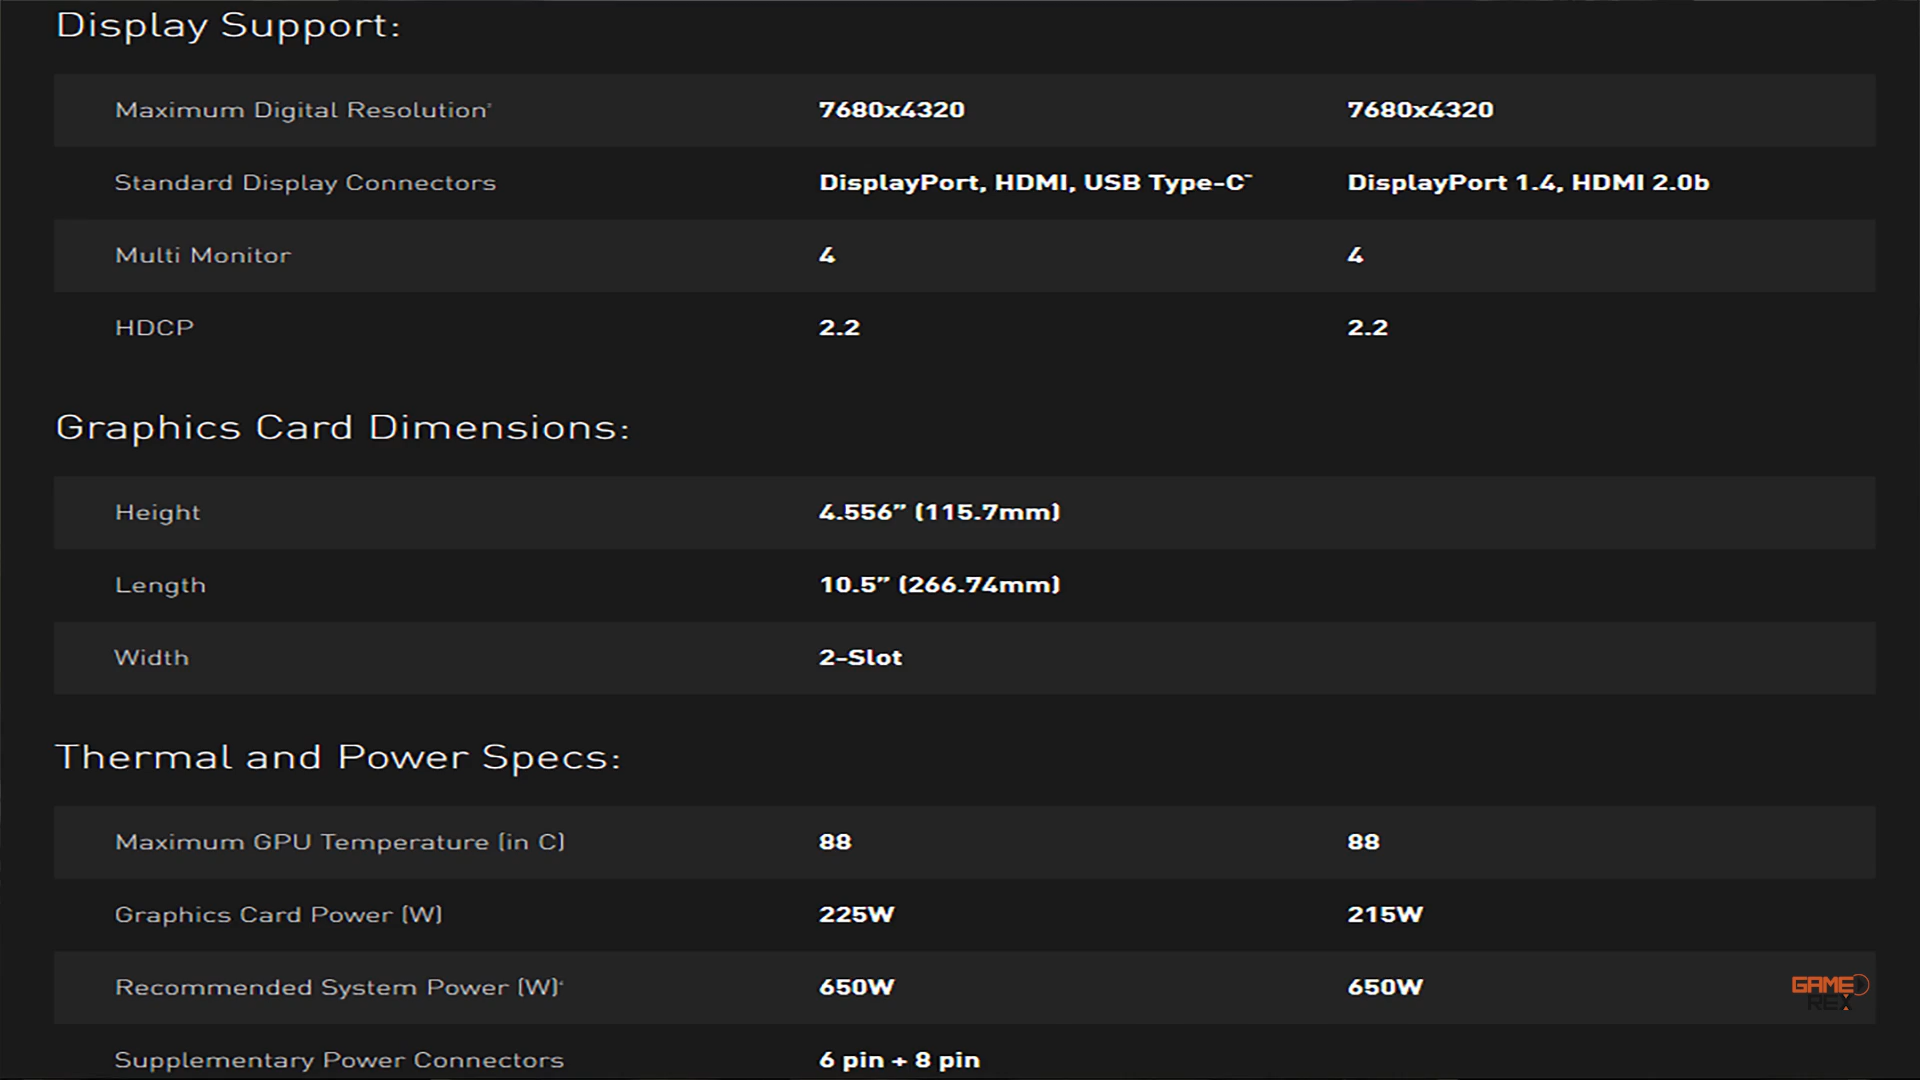 Display Support:
Maximum Digital Resolution 7680x4320 7680x4320
Standard Display Connectors DisplayPort, HDMI, USB Type-C DisplayPort 1.4, HDMI 2.0b
Multi Monitor 4 4
HDCP 2.2 2.2
Graphics Card Dimensions:
Height 4.556” (115.7mm)
Length 10.5” (266.74mm)
Width 2-Slot
Thermal and Power Specs:
Maximum GPU Temperature (in C) 88 88
Graphics Card Power (W) 225W 215W
Recommended System Power (W) 650W 650W
GAME
REX
Supplementary Power Connectors 6 pin + 8 pin